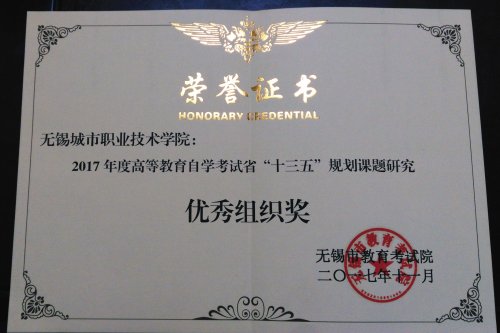 荣誉证书
HONORARY CREDENTIAL
无锡城市职业技术学院：
2017年度高等教育自学考试省“十三五”规划课题研究
优秀组织奖
无锡市教育考试院
二〇一七年十一月